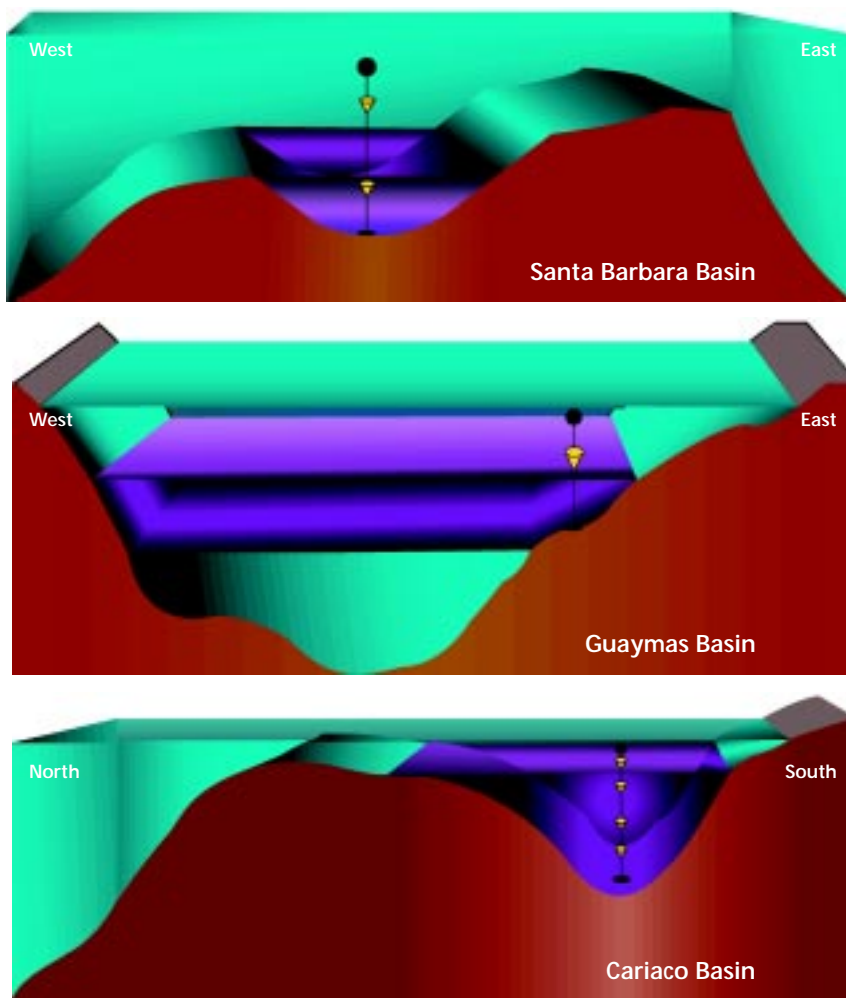 West
East
Santa Barbara Basin
West
East
Guaymas Basin
North
South
Cariaco Basin